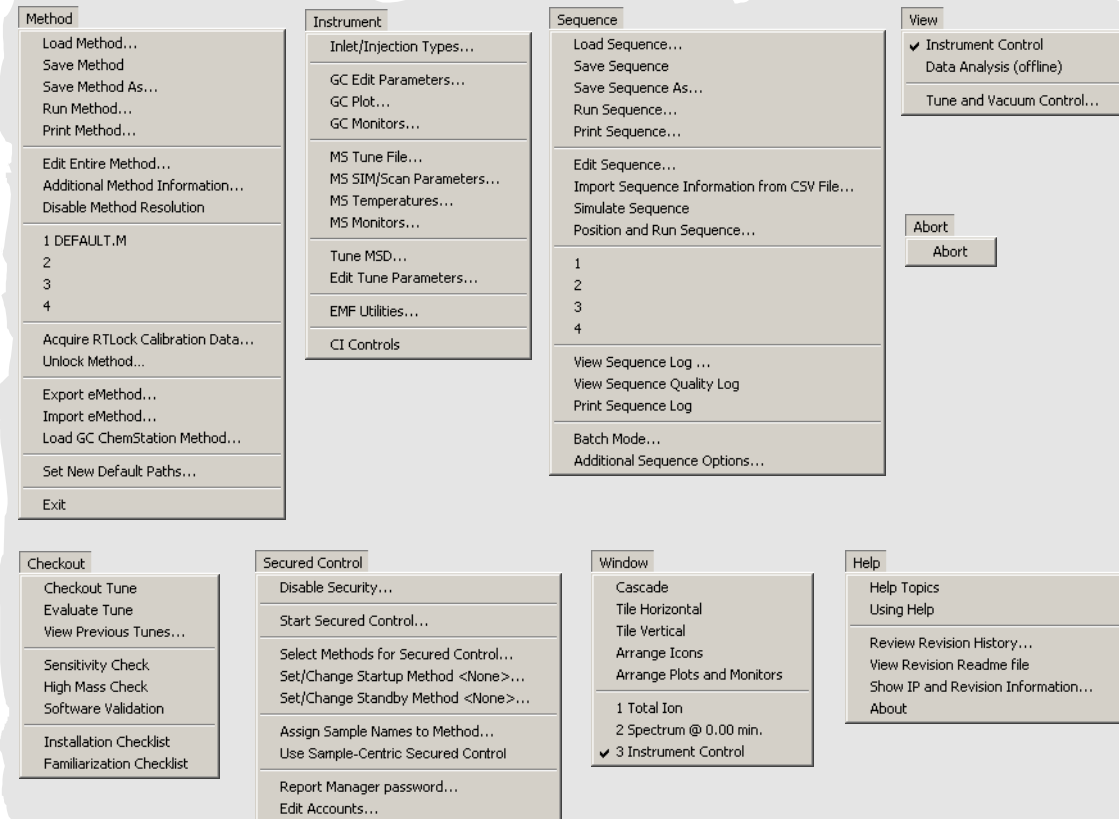 Method
Load Method...
Save Method
Save Method As...
Run Method...
Print Method...
Edit Entire Method...
Additional Method Information...
Disable Method Resolution
1 DEFAULT.M
2
3
4
Acquire RTLock Calibration Data...
Unlock Method...
Export eMethod...
Import eMethod...
Load GC ChemStation Method...
Set New Default Paths...
Exit
Instrument
Inlet/Injection Types...
GC Edit Parameters...
GC Plot...
GC Monitors...
MS Tune File...
MS SIM/Scan Parameters...
MS Temperatures...
MS Monitors...
Tune MSD...
Edit Tune Parameters...
EMF Utilities...
CI Controls
Sequence
Load Sequence...
Save Sequence
Save Sequence As...
Run Sequence...
Print Sequence...
Edit Sequence...
Import Sequence Information from CSV File...
Simulate Sequence
Position and Run Sequence...
1
2
3
4
View Sequence Log ...
View Sequence Quality Log
Print Sequence Log
Batch Mode...
Additional Sequence Options...
View
✔ Instrument Control
Data Analysis (offline)
Tune and Vacuum Control...
Abort
Abort
Checkout
Checkout Tune
Evaluate Tune
View Previous Tunes...
Sensitivity Check
High Mass Check
Software Validation
Installation Checklist
Familiarization Checklist
Secured Control
Disable Security...
Start Secured Control...
Select Methods for Secured Control...
Set/Change Startup Method <None>...
Set/Change Standby Method <None>...
Assign Sample Names to Method...
Use Sample-Centric Secured Control
Report Manager password...
Edit Accounts...
Window
Cascade
Tile Horizontal
Tile Vertical
Arrange Icons
Arrange Plots and Monitors
1 Total Ion
2 Spectrum @ 0.00 min.
✔ 3 Instrument Control
Help
Help Topics
Using Help
Review Revision History...
View Revision Readme file
Show IP and Revision Information...
About